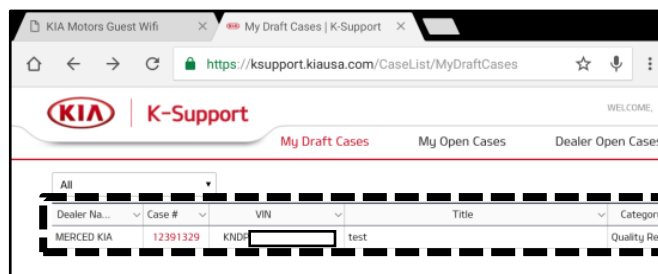 KIA Motors Guest Wifi
My Draft Cases | K-Support
https://ksupport.kiausa.com/CaseList/MyDraftCases
KIA K-Support
WELCOME,
My Draft Cases My Open Cases Dealer Open Cases
All
Dealer Na... Case # VIN Title Categor
MERCED KIA 12391329 KNDP test Quality Re